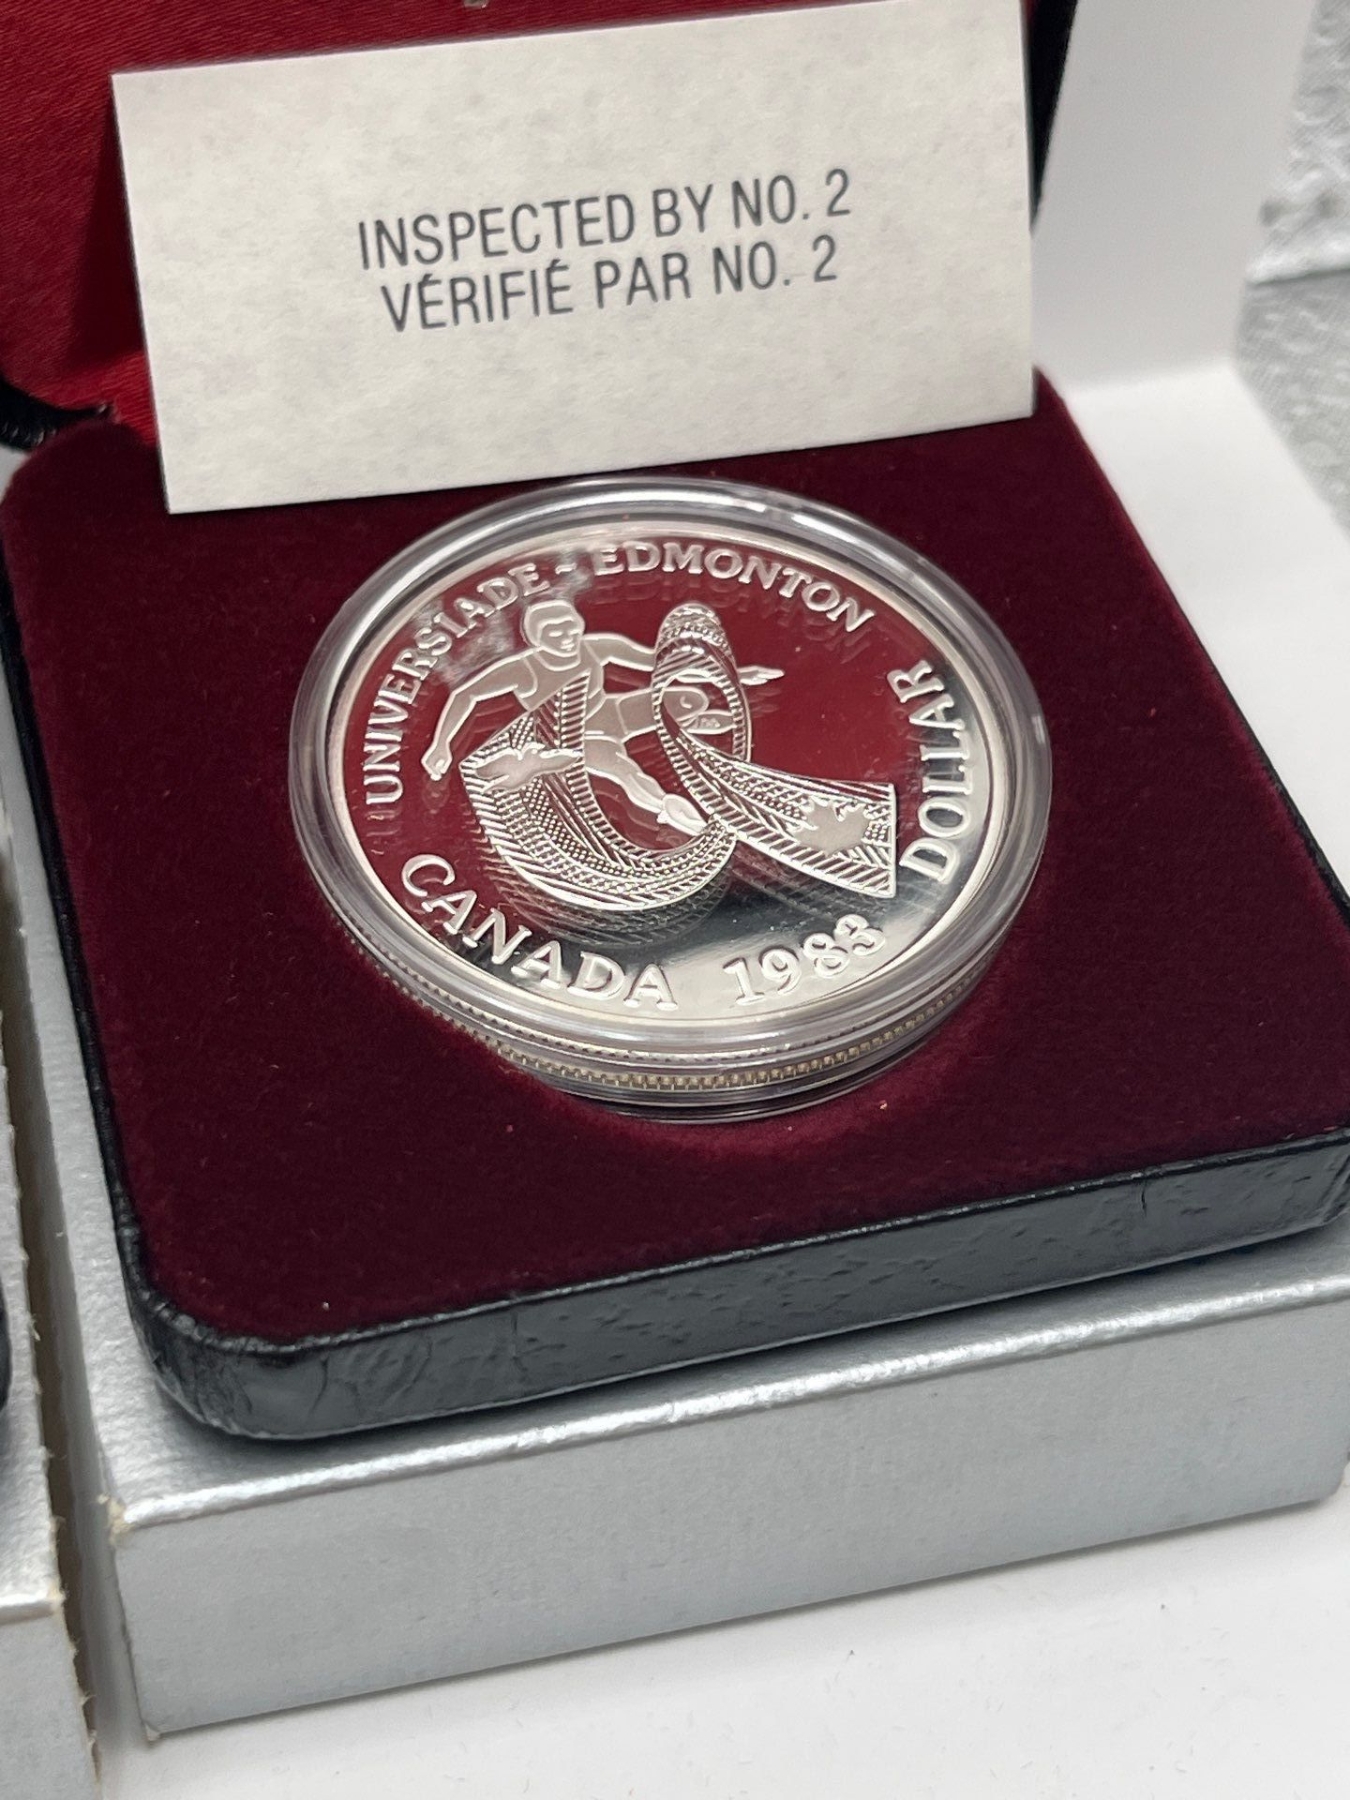 INSPECTED BY NO. 2
VÉRIFIÉ PAR NO. 2
UNIVERSIADE - EDMONTON
DOLLAR
CANADA 1983